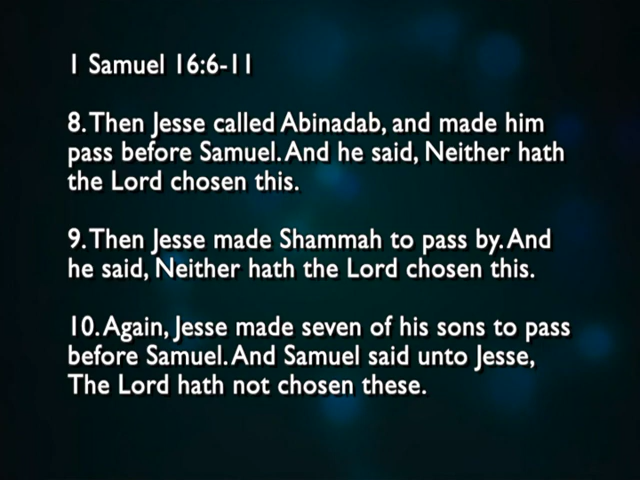 1 Samuel 16:6-11
8. Then Jesse called Abinadab, and made him
pass before Samuel. And he said, Neither hath
the Lord chosen this.
9. Then Jesse made Shammah to pass by. And
he said, Neither hath the Lord chosen this.
10. Again, Jesse made seven of his sons to pass
before Samuel. And Samuel said unto Jesse,
The Lord hath not chosen these.